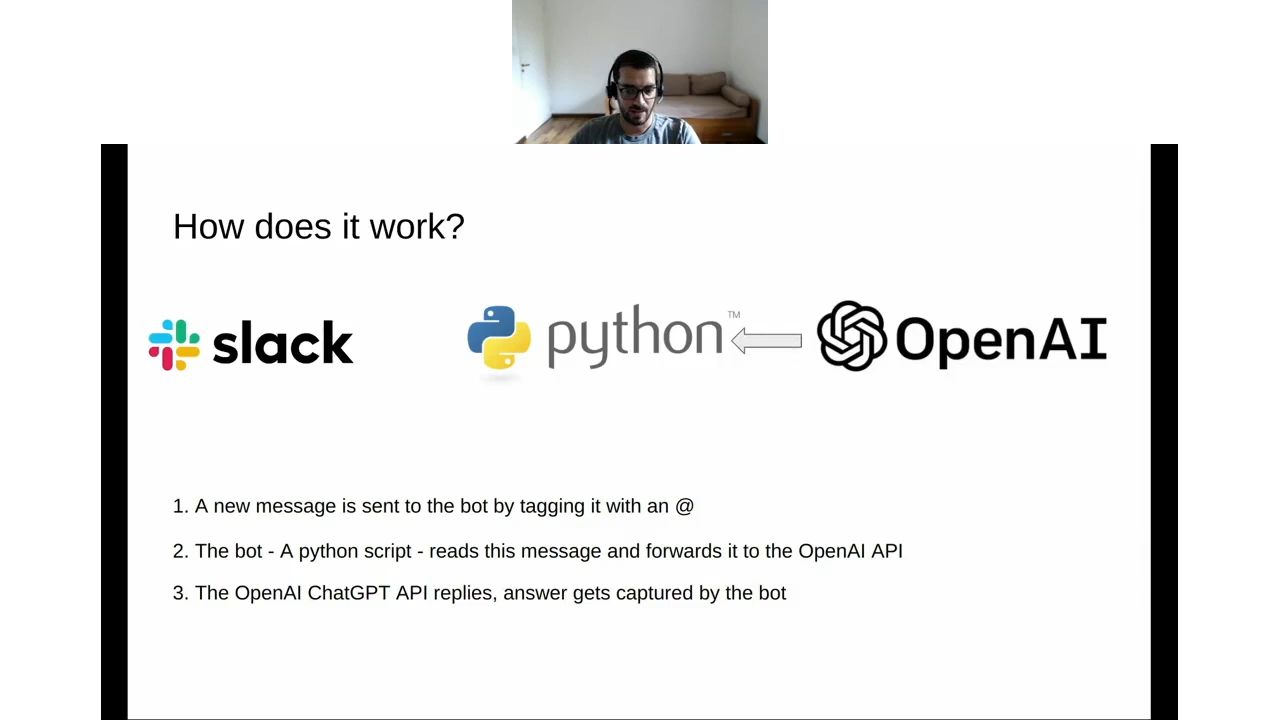 How does it work?
slack
python™
OpenAI
1. A new message is sent to the bot by tagging it with an @
2. The bot - A python script - reads this message and forwards it to the OpenAI API
3. The OpenAI ChatGPT API replies, answer gets captured by the bot